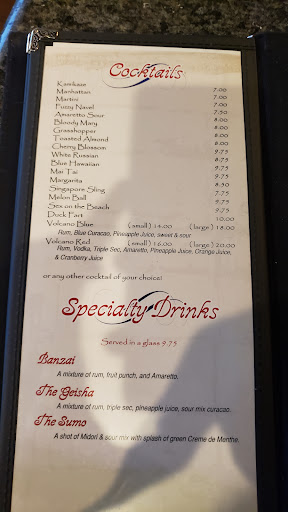 Cocktails
Kamikaze 7.00
Manhattan 7.00
Martini 7.00
Fuzzy Navel 7.50
Amaretto Sour 8.00
Bloody Mary 8.00
Grasshopper 8.00
Toasted Almond 8.00
Cherry Blossom 9.75
White Russian 8.75
Blue Hawaiian 9.75
Mai Tai 9.75
Margarita 8.50
Singapore Sling 7.75
Melon Ball 9.75
Sex on the Beach 9.75
Duck Fart 10.00
Volcano Blue (small) 14.00 (large) 18.00
Rum, Blue Curacao, Pineapple Juice, sweet & sour
Volcano Red (small) 16.00 (large) 20.00
Rum, Vodka, Triple Sec, Amaretto, Pineapple Juice, Orange Juice,
& Cranberry Juice
or any other cocktail of your choice!
Specialty Drinks
Served in a glass 9.75
Banzai
A mixture of rum, fruit punch, and Amaretto.
The Geisha
A mixture of rum, triple sec, pineapple juice, sour mix curacao.
The Sumo
A shot of Midori & sour mix with splash of green Creme de Menthe.